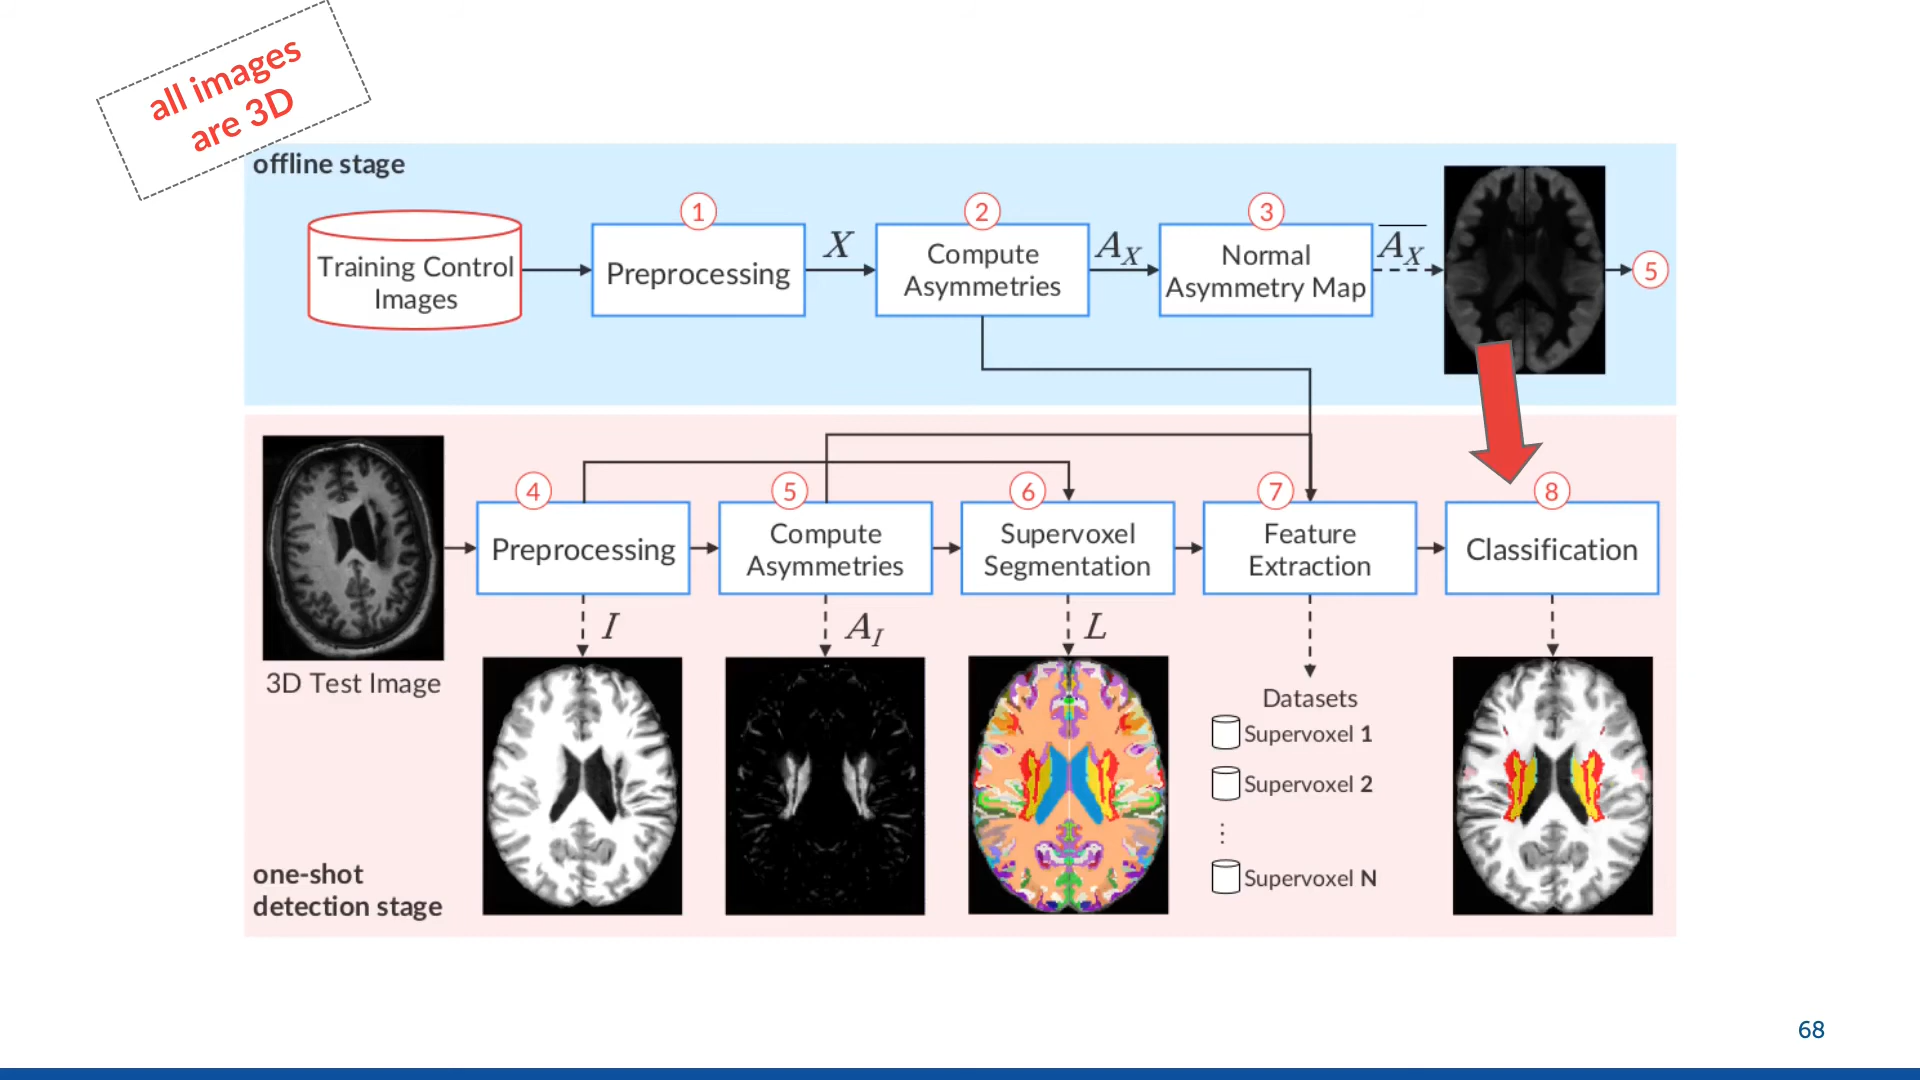 all images
are 3D
offline stage
Training Control
Images
1
Preprocessing
X
2
Compute
Asymmetries
A_X
3
Normal
Asymmetry Map
\overline{A_X}
5
3D Test Image
4
Preprocessing
I
5
Compute
Asymmetries
A_I
6
Supervoxel
Segmentation
L
7
Feature
Extraction
Datasets
Supervoxel 1
Supervoxel 2
⋮
Supervoxel N
8
Classification
one-shot
detection stage
68